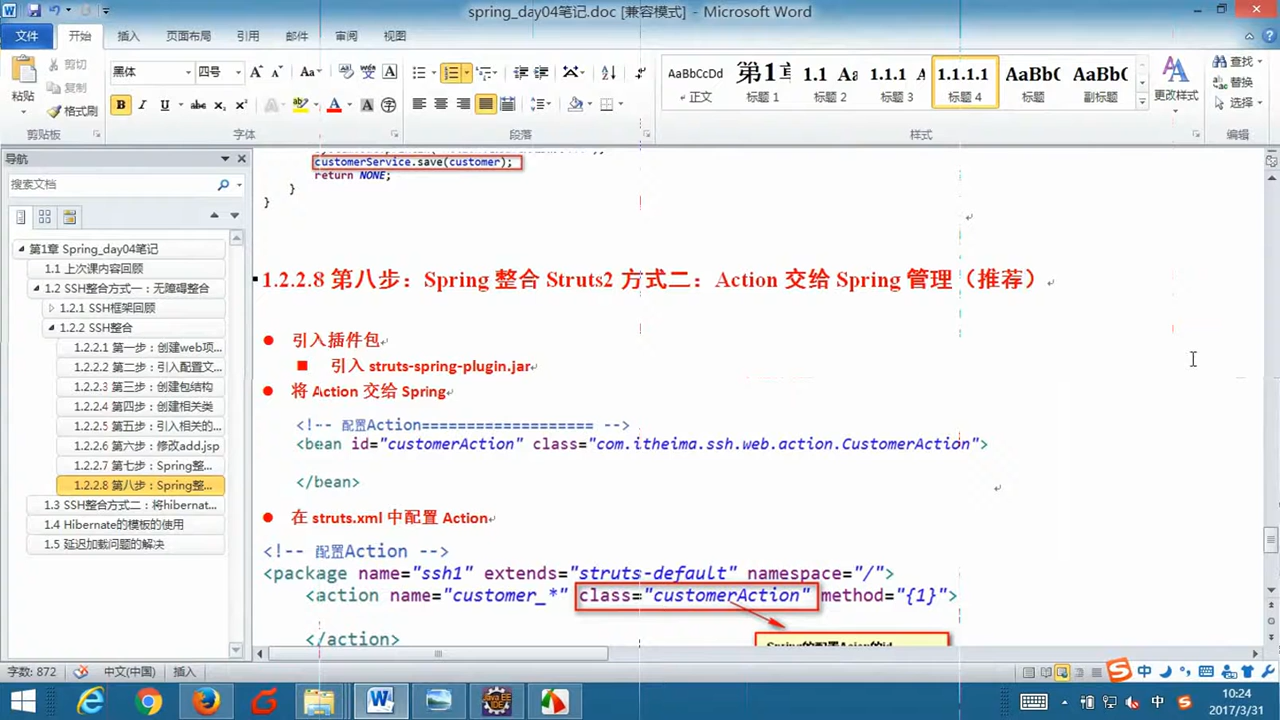 spring_day04笔记.doc [兼容模式] - Microsoft Word
文件 开始 插入 页面布局 引用 邮件 审阅 视图
粘贴 剪切 复制 格式刷
黑体 四号
AaBbCcDd 第1章 1.1 Aa 1.1.1 A 1.1.1.1 AaBbC AaBbC
正文 标题 1 标题 2 标题 3 标题 4 标题 副标题
更改样式 查找 替换 选择
剪贴板 字体 段落 样式 编辑
导航
搜索文档
第1章 Spring_day04笔记
1.1 上次课内容回顾
1.2 SSH整合方式一：无障碍整合
1.2.1 SSH框架回顾
1.2.2 SSH整合
1.2.2.1 第一步：创建web项...
1.2.2.2 第二步：引入配置文...
1.2.2.3 第三步：创建包结构
1.2.2.4 第四步：创建相关类
1.2.2.5 第五步：引入相关的...
1.2.2.6 第六步：修改add.jsp
1.2.2.7 第七步：Spring整...
1.2.2.8 第八步：Spring整...
1.3 SSH整合方式二：将hibernat...
1.4 Hibernate的模板的使用
1.5 延迟加载问题的解决
customerService.save(customer);
return NONE;
}
}
1.2.2.8 第八步：Spring 整合 Struts2 方式二：Action 交给 Spring 管理（推荐）
引入插件包
引入 struts-spring-plugin.jar
将 Action 交给 Spring
<!-- 配置Action==================== -->
<bean id="customerAction" class="com.itheima.ssh.web.action.CustomerAction">
</bean>
在 struts.xml 中配置 Action
<!-- 配置Action -->
<package name="ssh1" extends="struts-default" namespace="/">
<action name="customer_*" class="customerAction" method="{1}">
</action>
字数: 872 中文(中国) 插入
中
中 10:24
2017/3/31